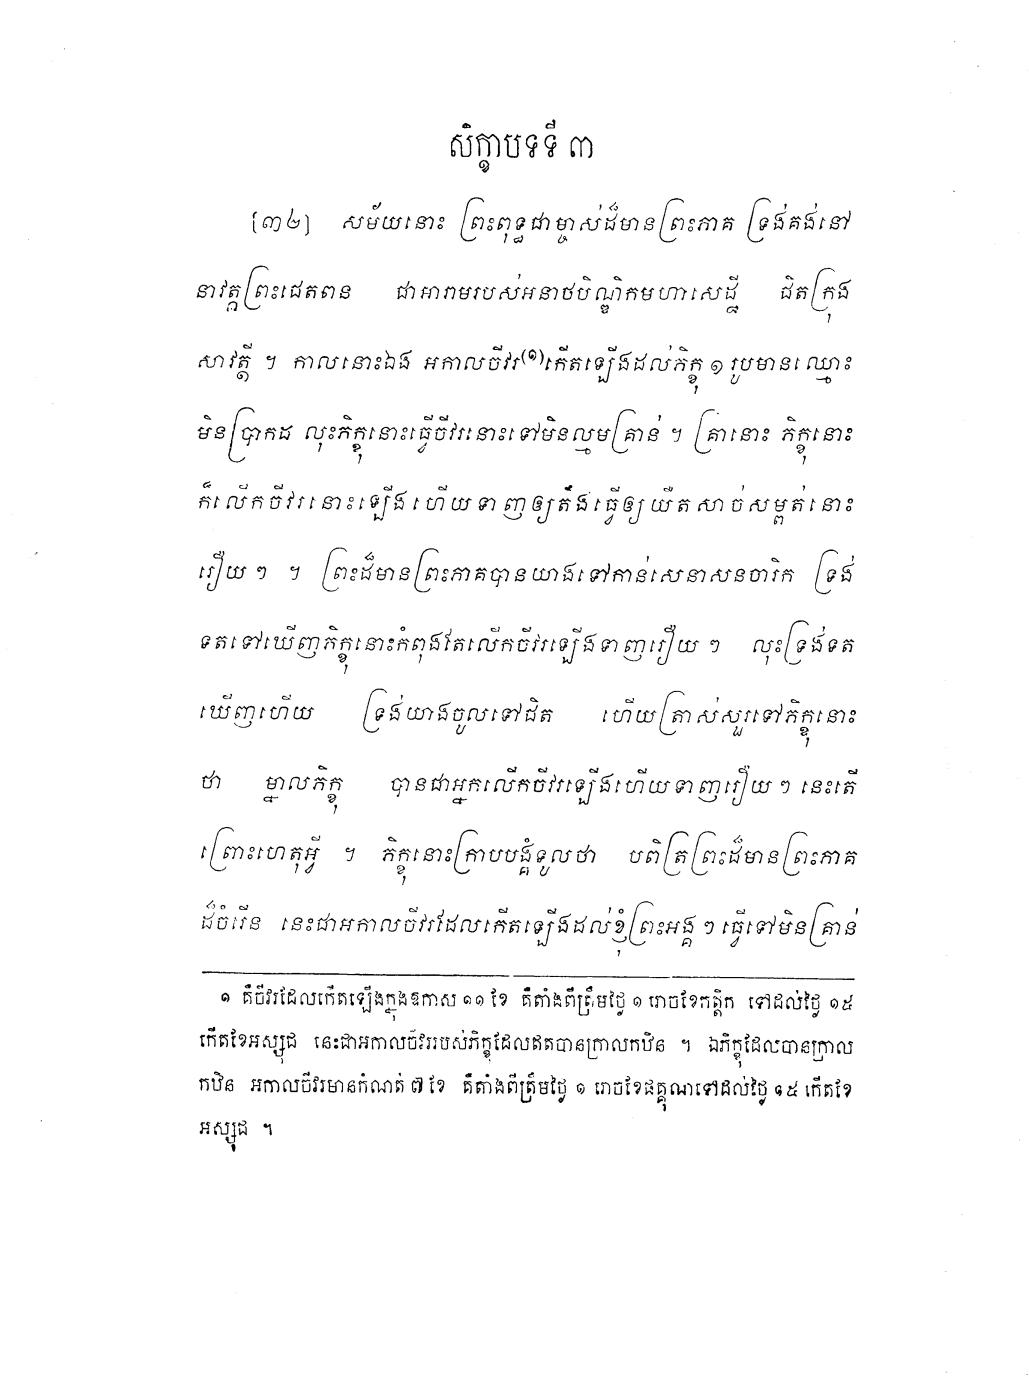 សិក្ខាបទទី ៣
[៣២] សម័យនោះ ព្រះពុទ្ធជាម្ចាស់ដ៏មានព្រះភាគ ទ្រង់គង់នៅ
នាវត្តព្រះជេតពន ជាអារាមរបស់អនាថបិណ្ឌិកមហាសេដ្ឋី ជិតក្រុង
សាវត្ថី ។ កាលនោះឯង អកាលចីវរ(១)កើតឡើងដល់ភិក្ខុ ១ រូបមានឈ្មោះ
មិនប្រាកដ លុះភិក្ខុនោះធ្វើចីវរនោះទៅមិនល្មមគ្រាន់ ។ គ្រានោះ ភិក្ខុនោះ
ក៏លើកចីវរនោះឡើងហើយទាញឲ្យតឹងធ្វើឲ្យយឺតសាច់សម្ពត់នោះ
រឿយ ៗ ។ ព្រះដ៏មានព្រះភាគបានយាងទៅកាន់សេនាសនចារិក ទ្រង់
ទតទៅឃើញភិក្ខុនោះកំពុងតែលើកចីវរឡើងទាញរឿយ ៗ លុះទ្រង់ទត
ឃើញហើយ ទ្រង់យាងចូលទៅជិត ហើយត្រាស់សួរទៅភិក្ខុនោះ
ថា ម្នាលភិក្ខុ បានជាអ្នកលើកចីវរឡើងហើយទាញរឿយ ៗ នេះតើ
ព្រោះហេតុអ្វី ។ ភិក្ខុនោះក្រាបបង្គំទូលថា បពិត្រព្រះដ៏មានព្រះភាគ
ដ៏ចំរើន នេះជាអកាលចីវរដែលកើតឡើងដល់ខ្ញុំព្រះអង្គ ៗ ធ្វើទៅមិនគ្រាន់
១ គឺចីវរដែលកើតឡើងក្នុងឱកាស ១១ ខែ គឺតាំងពីត្រឹមថ្ងៃ ១ រោចខែកត្តិក ទៅដល់ថ្ងៃ ១៥
កើតខែអស្សុជ នេះជាអកាលចីវររបស់ភិក្ខុដែលឥតបានក្រាលកឋិន ។ ឯភិក្ខុដែលបានក្រាល
កឋិន អកាលចីវរមានកំណត់ ៧ ខែ គឺតាំងពីត្រឹមថ្ងៃ ១ រោចខែផគ្គុណទៅដល់ថ្ងៃ ១៥ កើតខែ
អស្សុជ ។